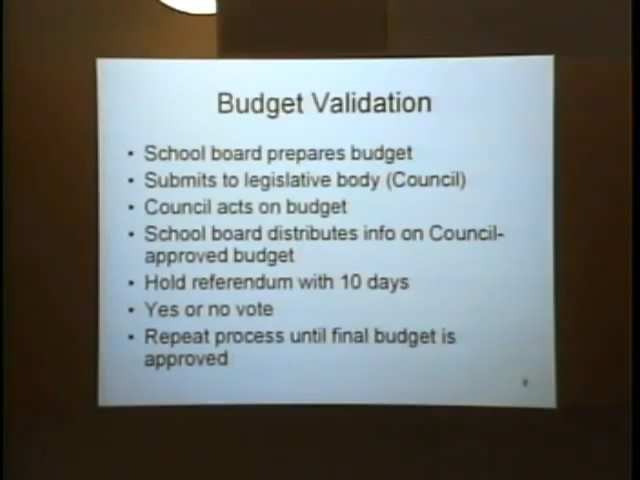 Budget Validation
• School board prepares budget
• Submits to legislative body (Council)
• Council acts on budget
• School board distributes info on Council-
approved budget
• Hold referendum with 10 days
• Yes or no vote
• Repeat process until final budget is
approved